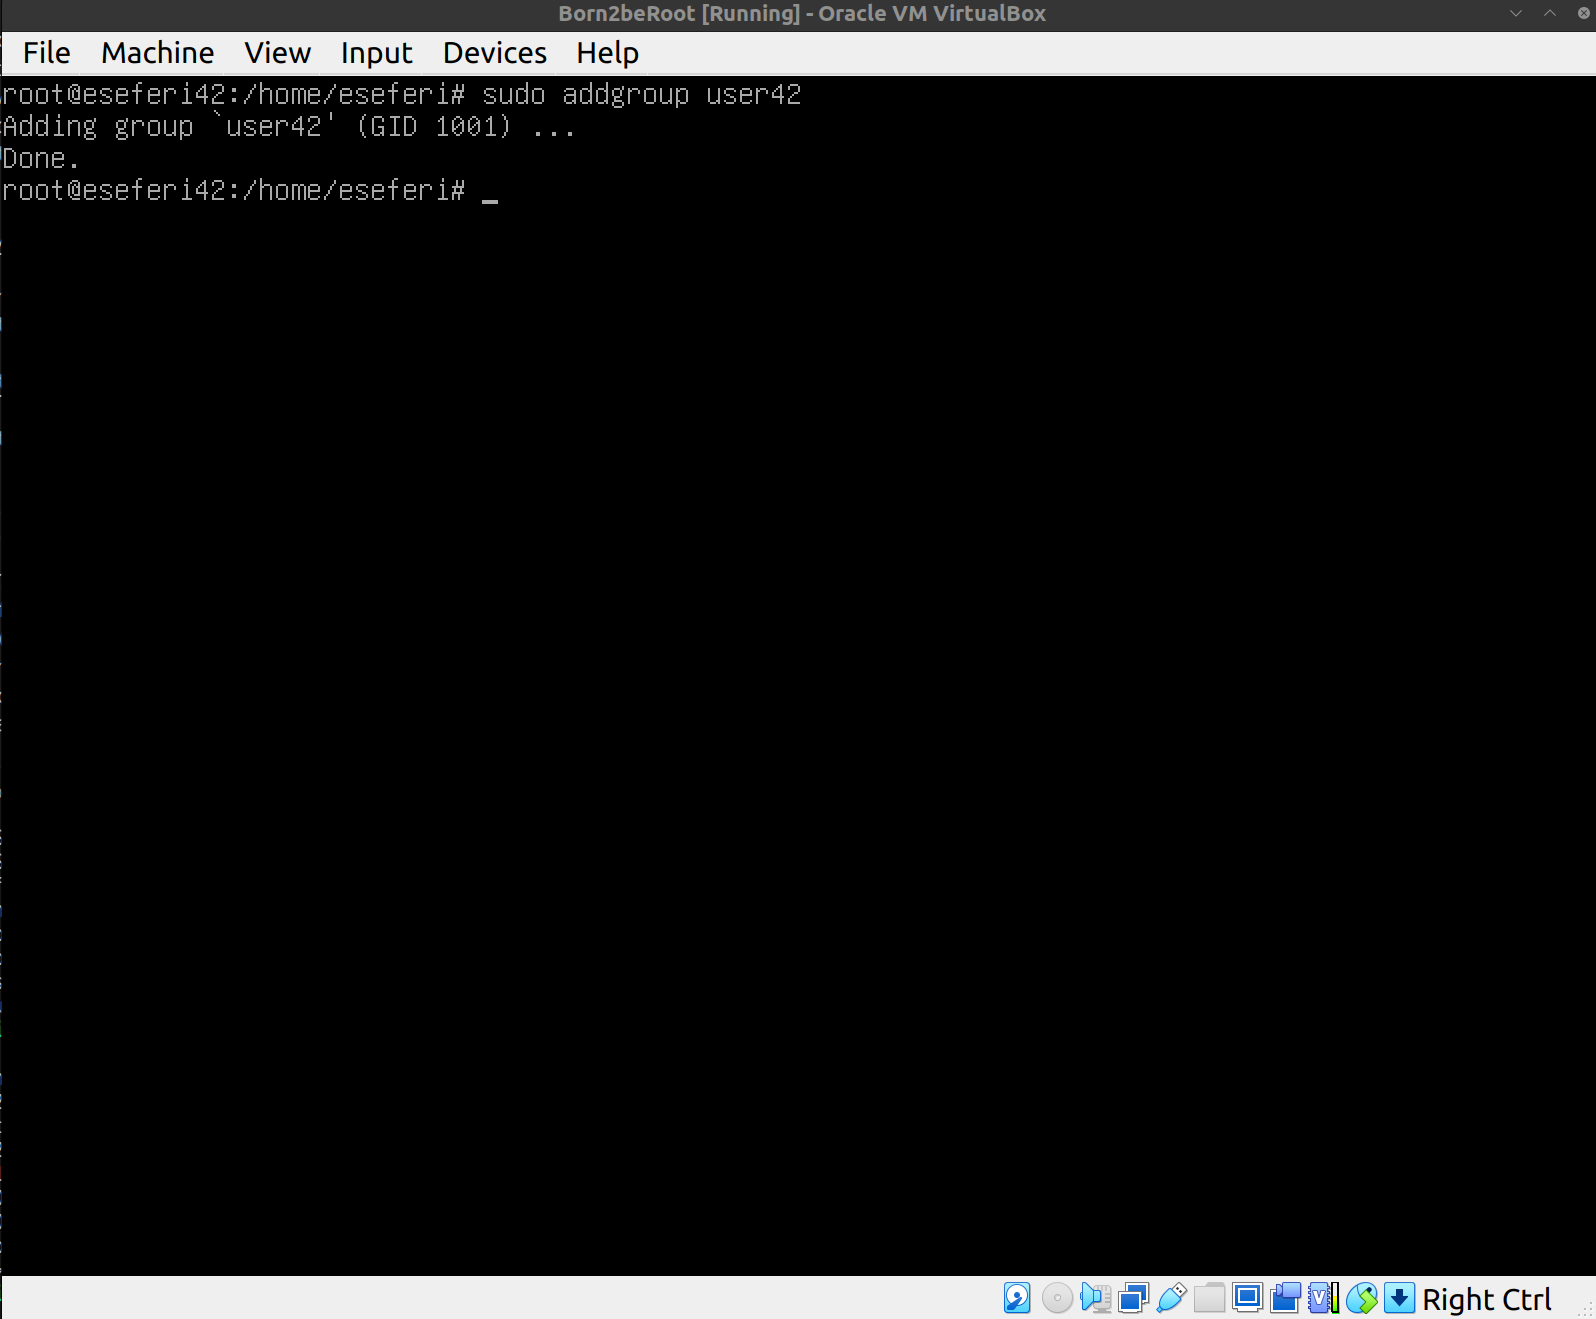 Born2beRoot [Running] - Oracle VM VirtualBox
File Machine View Input Devices Help
root@eseferi42:/home/eseferi# sudo addgroup user42
Adding group `user42' (GID 1001) ...
Done.
root@eseferi42:/home/eseferi# _
Right Ctrl